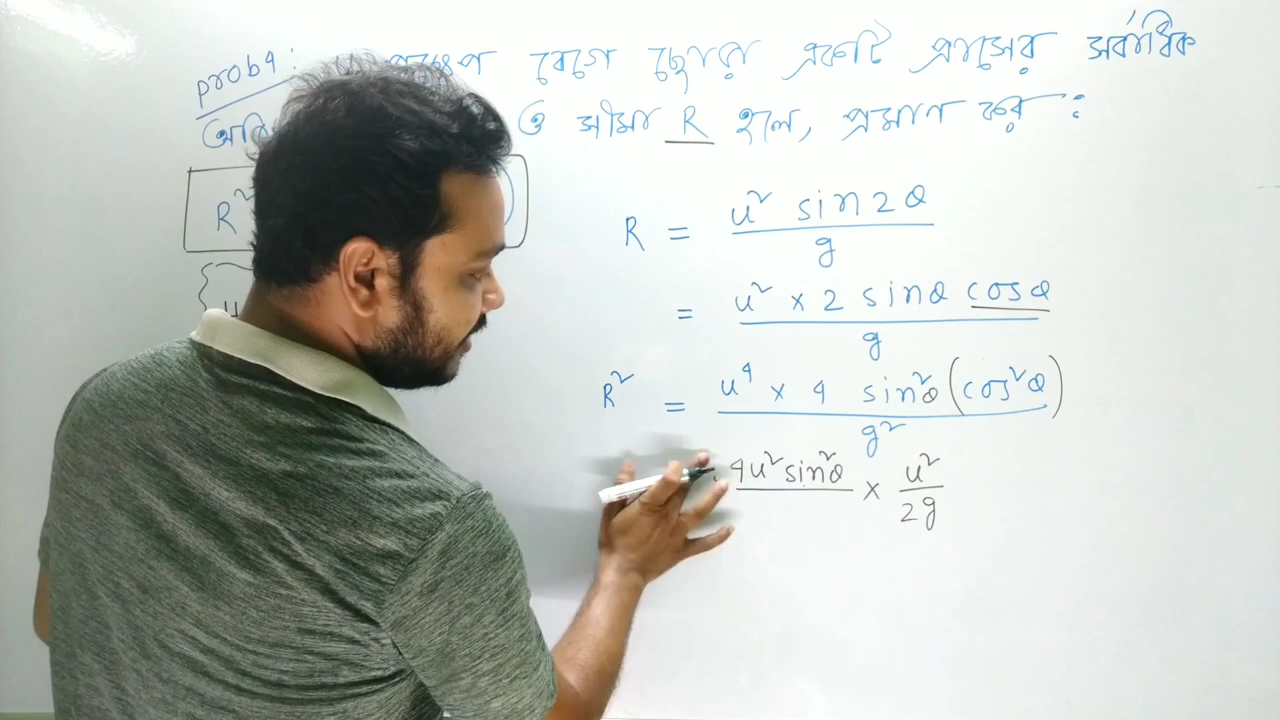 prob4: u বেগে ছোরা একটি প্রাসের সর্বাধিক
ও সীমা R হলে, প্রমাণ কর :
R²
R = u² sin2θ / g
= u² × 2 sinθ cosθ / g
R² = u⁴ × 4 sin²θ (cos²θ) / g²
4u² sin²θ × u² / 2g